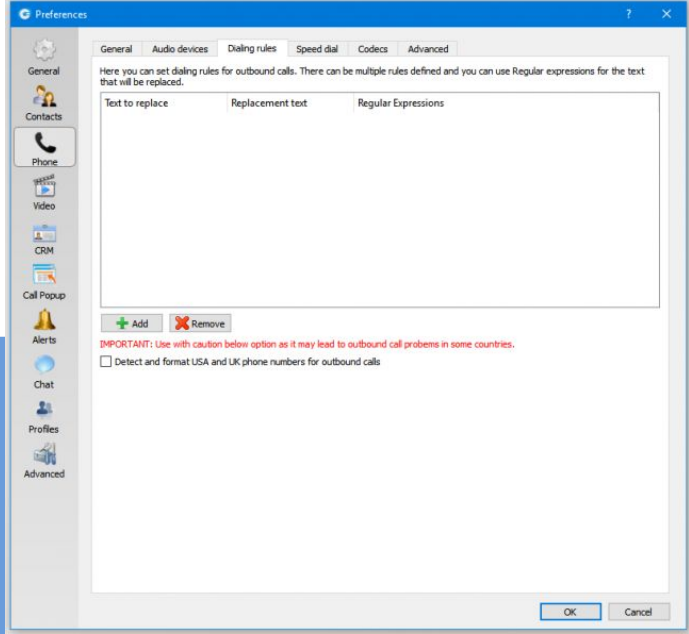 Preferences
?
General
Contacts
Phone
Video
CRM
Call Popup
Alerts
Chat
Profiles
Advanced
General Audio devices Dialing rules Speed dial Codecs Advanced
Here you can set dialing rules for outbound calls. There can be multiple rules defined and you can use Regular expressions for the text
that will be replaced.
Text to replace Replacement text Regular Expressions
Add Remove
IMPORTANT: Use with caution below option as it may lead to outbound call probems in some countries.
Detect and format USA and UK phone numbers for outbound calls
OK Cancel